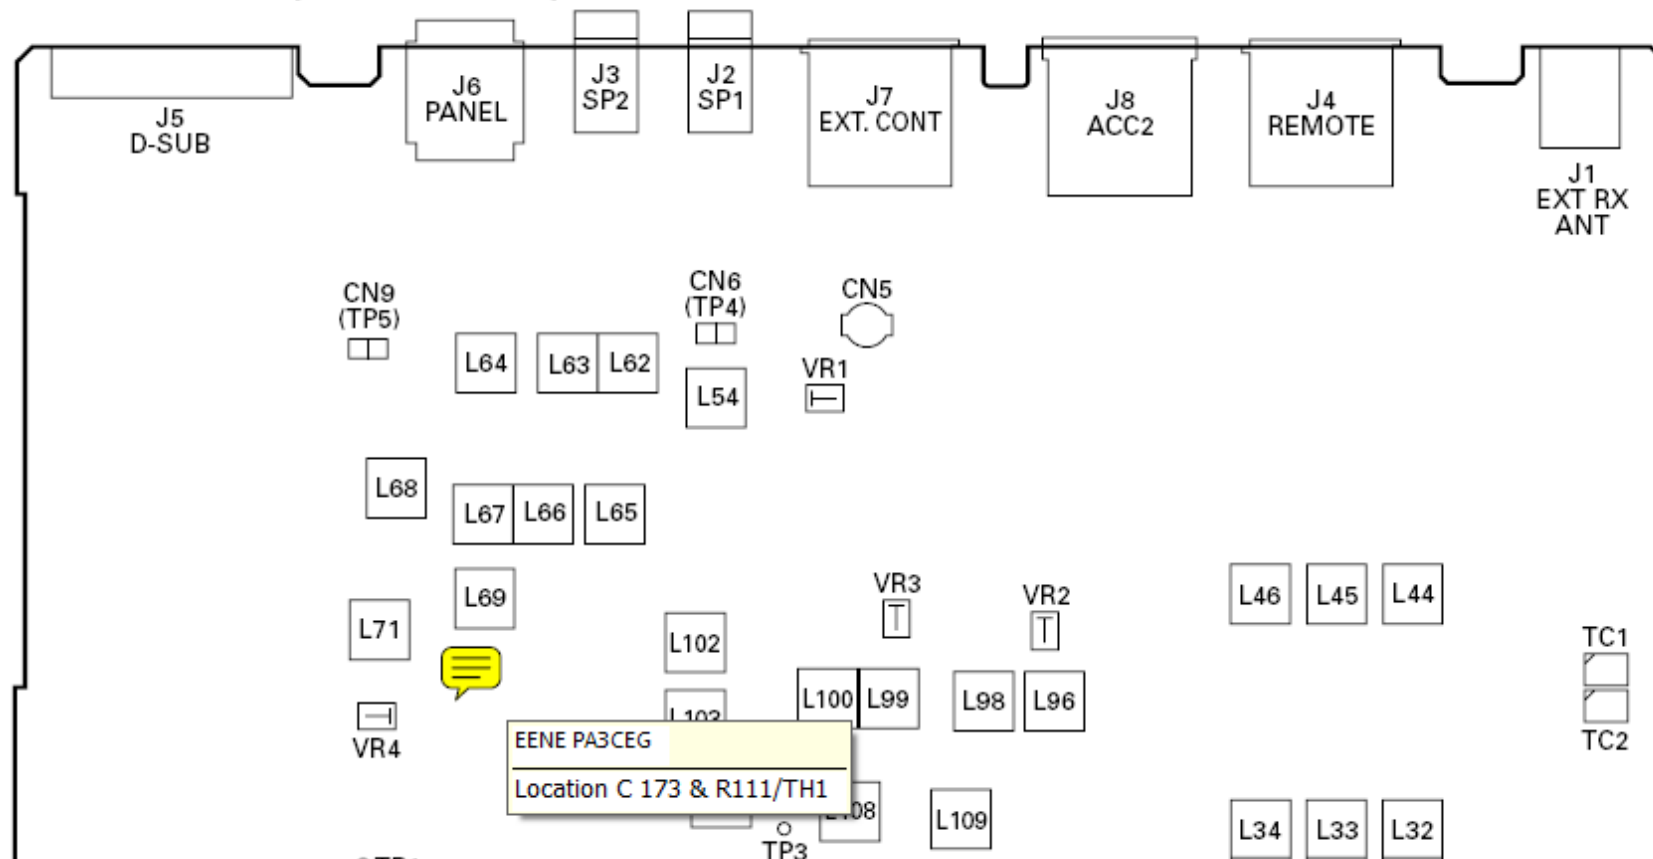 J5
D-SUB
J6
PANEL
J3
SP2
J2
SP1
J7
EXT. CONT
J8
ACC2
J4
REMOTE
J1
EXT RX
ANT
CN9
(TP5)
CN6
(TP4)
CN5
L64
L63
L62
L54
VR1
L68
L67
L66
L65
L71
L69
VR3
VR2
L46
L45
L44
L102
TC1
L100
L99
L98
L96
L103
VR4
TC2
EENE PA3CEG
Location C 173 & R111/TH1
L109
L34
L33
L32
TP3